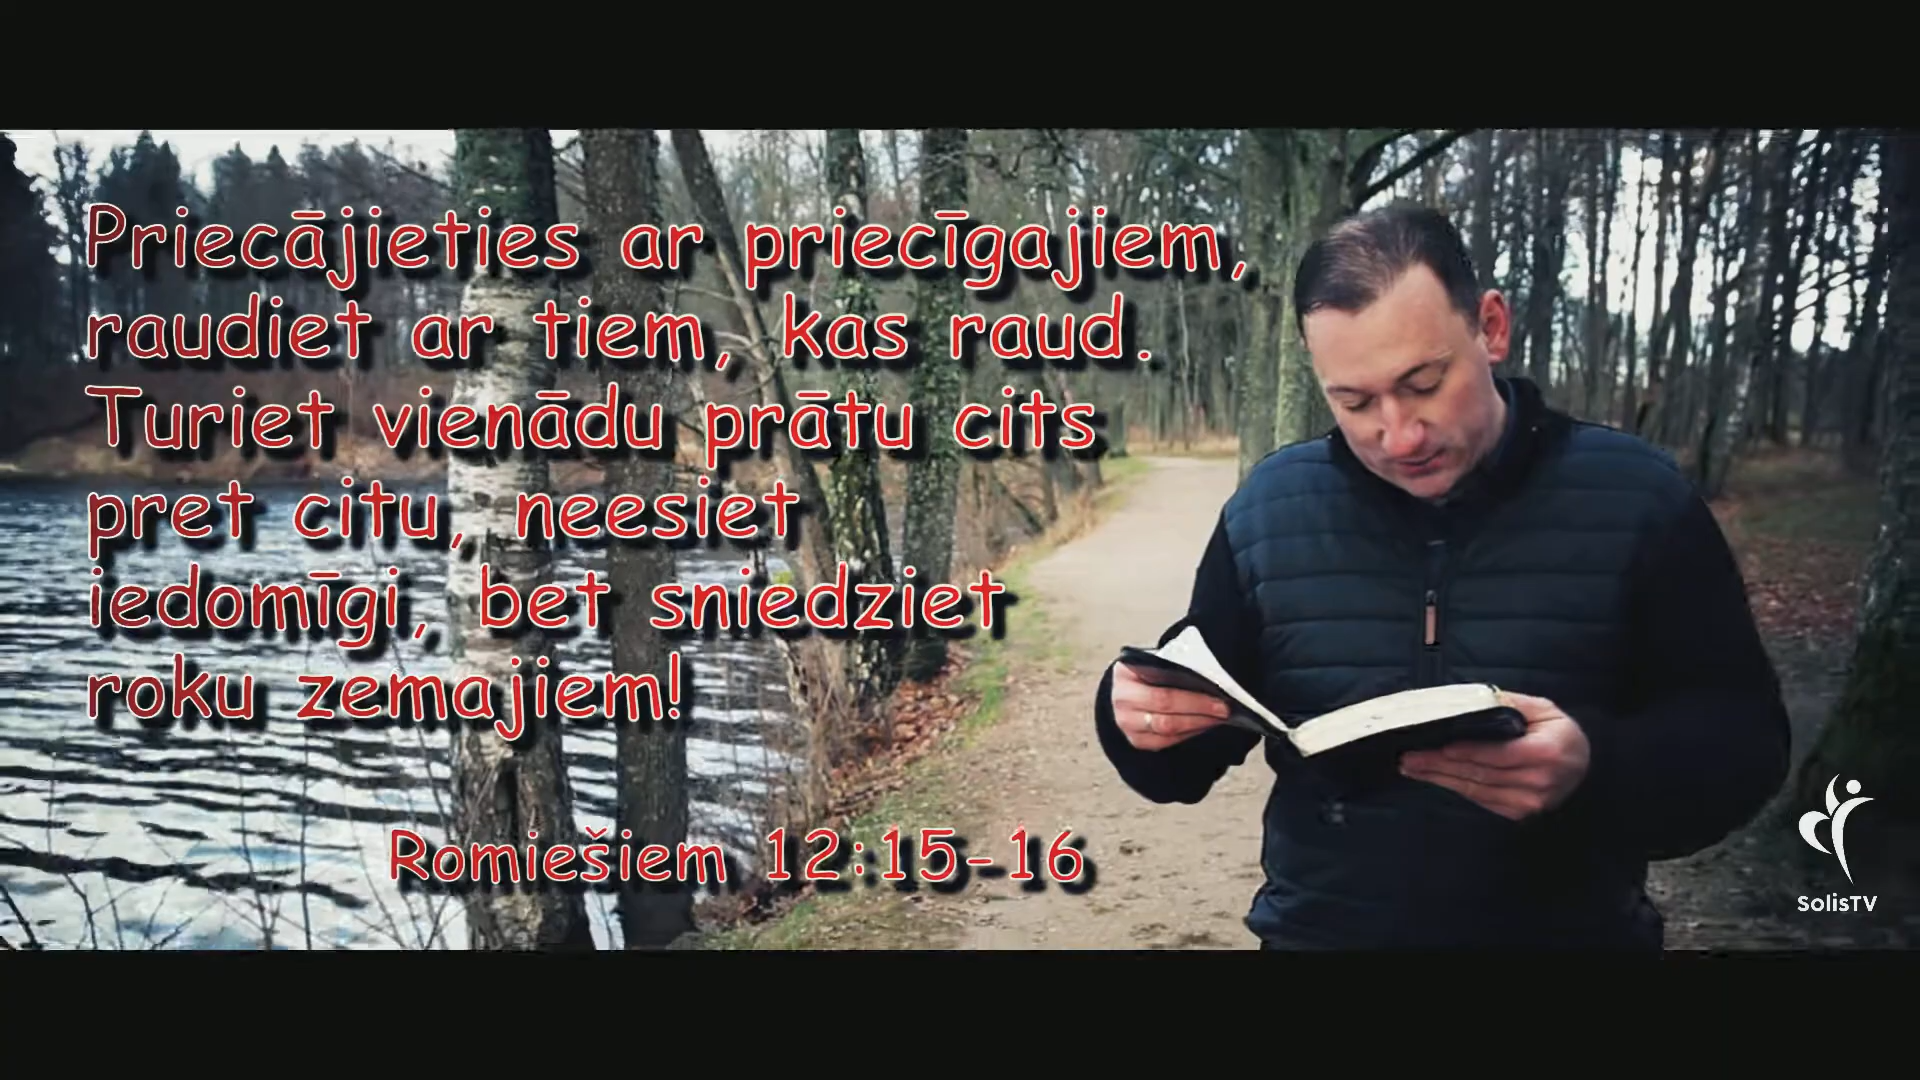 Priecājieties ar priecīgajiem,
raudiet ar tiem, kas raud.
Turiet vienādu prātu cits
pret citu, neesiet
iedomīgi, bet sniedziet
roku zemajiem!
Romiešiem 12:15-16
SolisTV